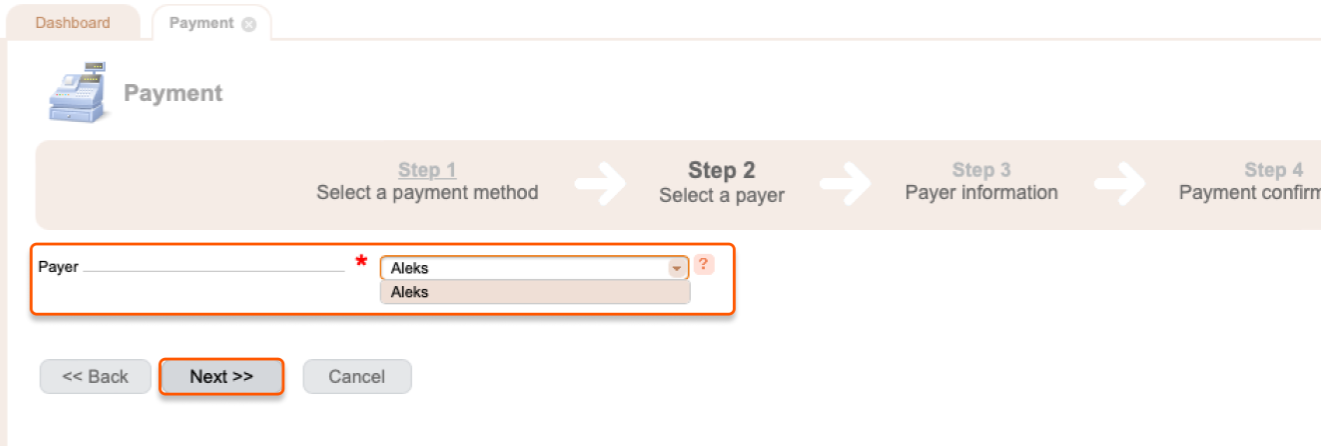 Dashboard
Payment
Payment
Step 1
Select a payment method
Step 2
Select a payer
Step 3
Payer information
Step 4
Payment confirm
Payer * Aleks ?
Aleks
<< Back Next >> Cancel